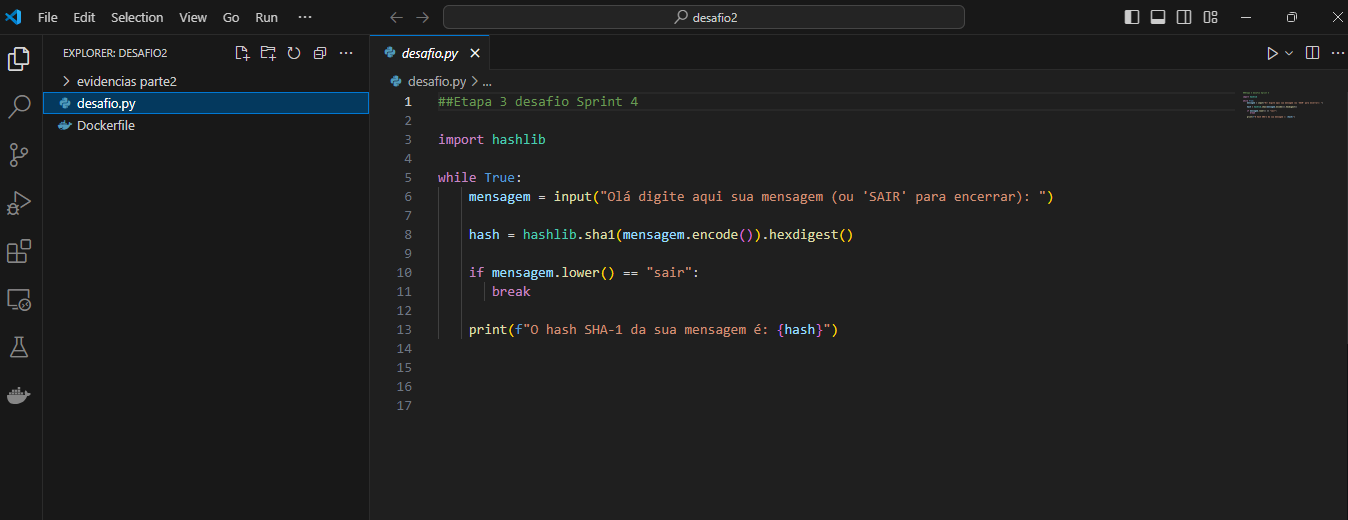 File Edit Selection View Go Run ···
desafio2
EXPLORER: DESAFIO2
evidencias parte2
desafio.py
Dockerfile
desafio.py
desafio.py > ...
1 ##Etapa 3 desafio Sprint 4
2
3 import hashlib
4
5 while True:
6 mensagem = input("Olá digite aqui sua mensagem (ou 'SAIR' para encerrar): ")
7
8 hash = hashlib.sha1(mensagem.encode()).hexdigest()
9
10 if mensagem.lower() == "sair":
11 break
12
13 print(f"O hash SHA-1 da sua mensagem é: {hash}")
14
15
16
17